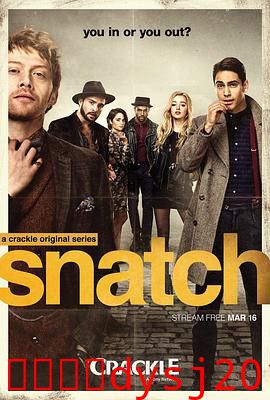 you in or you out?
a crackle original series
snatch
STREAM FREE MAR 16
CRACKLE
□□□□dysj20